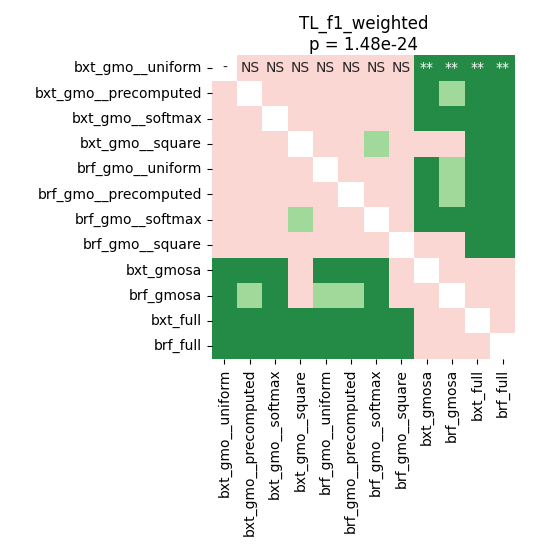 TL_f1_weighted
p = 1.48e-24
bxt_gmo__uniform - NS NS NS NS NS NS NS ** ** ** **
bxt_gmo__precomputed
bxt_gmo__softmax
bxt_gmo__square
brf_gmo__uniform
brf_gmo__precomputed
brf_gmo__softmax
brf_gmo__square
bxt_gmosa
brf_gmosa
bxt_full
brf_full
bxt_gmo__uniform
bxt_gmo__precomputed
bxt_gmo__softmax
bxt_gmo__square
brf_gmo__uniform
brf_gmo__precomputed
brf_gmo__softmax
brf_gmo__square
bxt_gmosa
brf_gmosa
bxt_full
brf_full